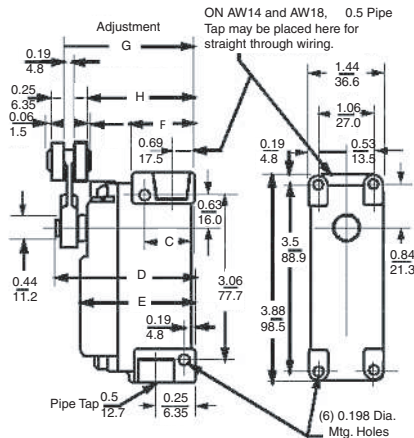 Adjustment
G
ON AW14 and AW18, 0.5 Pipe
Tap may be placed here for
straight through wiring.
0.19
4.8
1.44
36.6
0.25
6.35
H
1.06
27.0
0.06
1.5
F
0.69
17.5
0.19
4.8
0.53
13.5
0.63
16.0
C
3.5
88.9
0.84
21.3
0.44
11.2
D
3.06
77.7
E
3.88
98.5
0.19
4.8
Pipe Tap
0.5
12.7
0.25
6.35
(6) 0.198 Dia.
Mtg. Holes